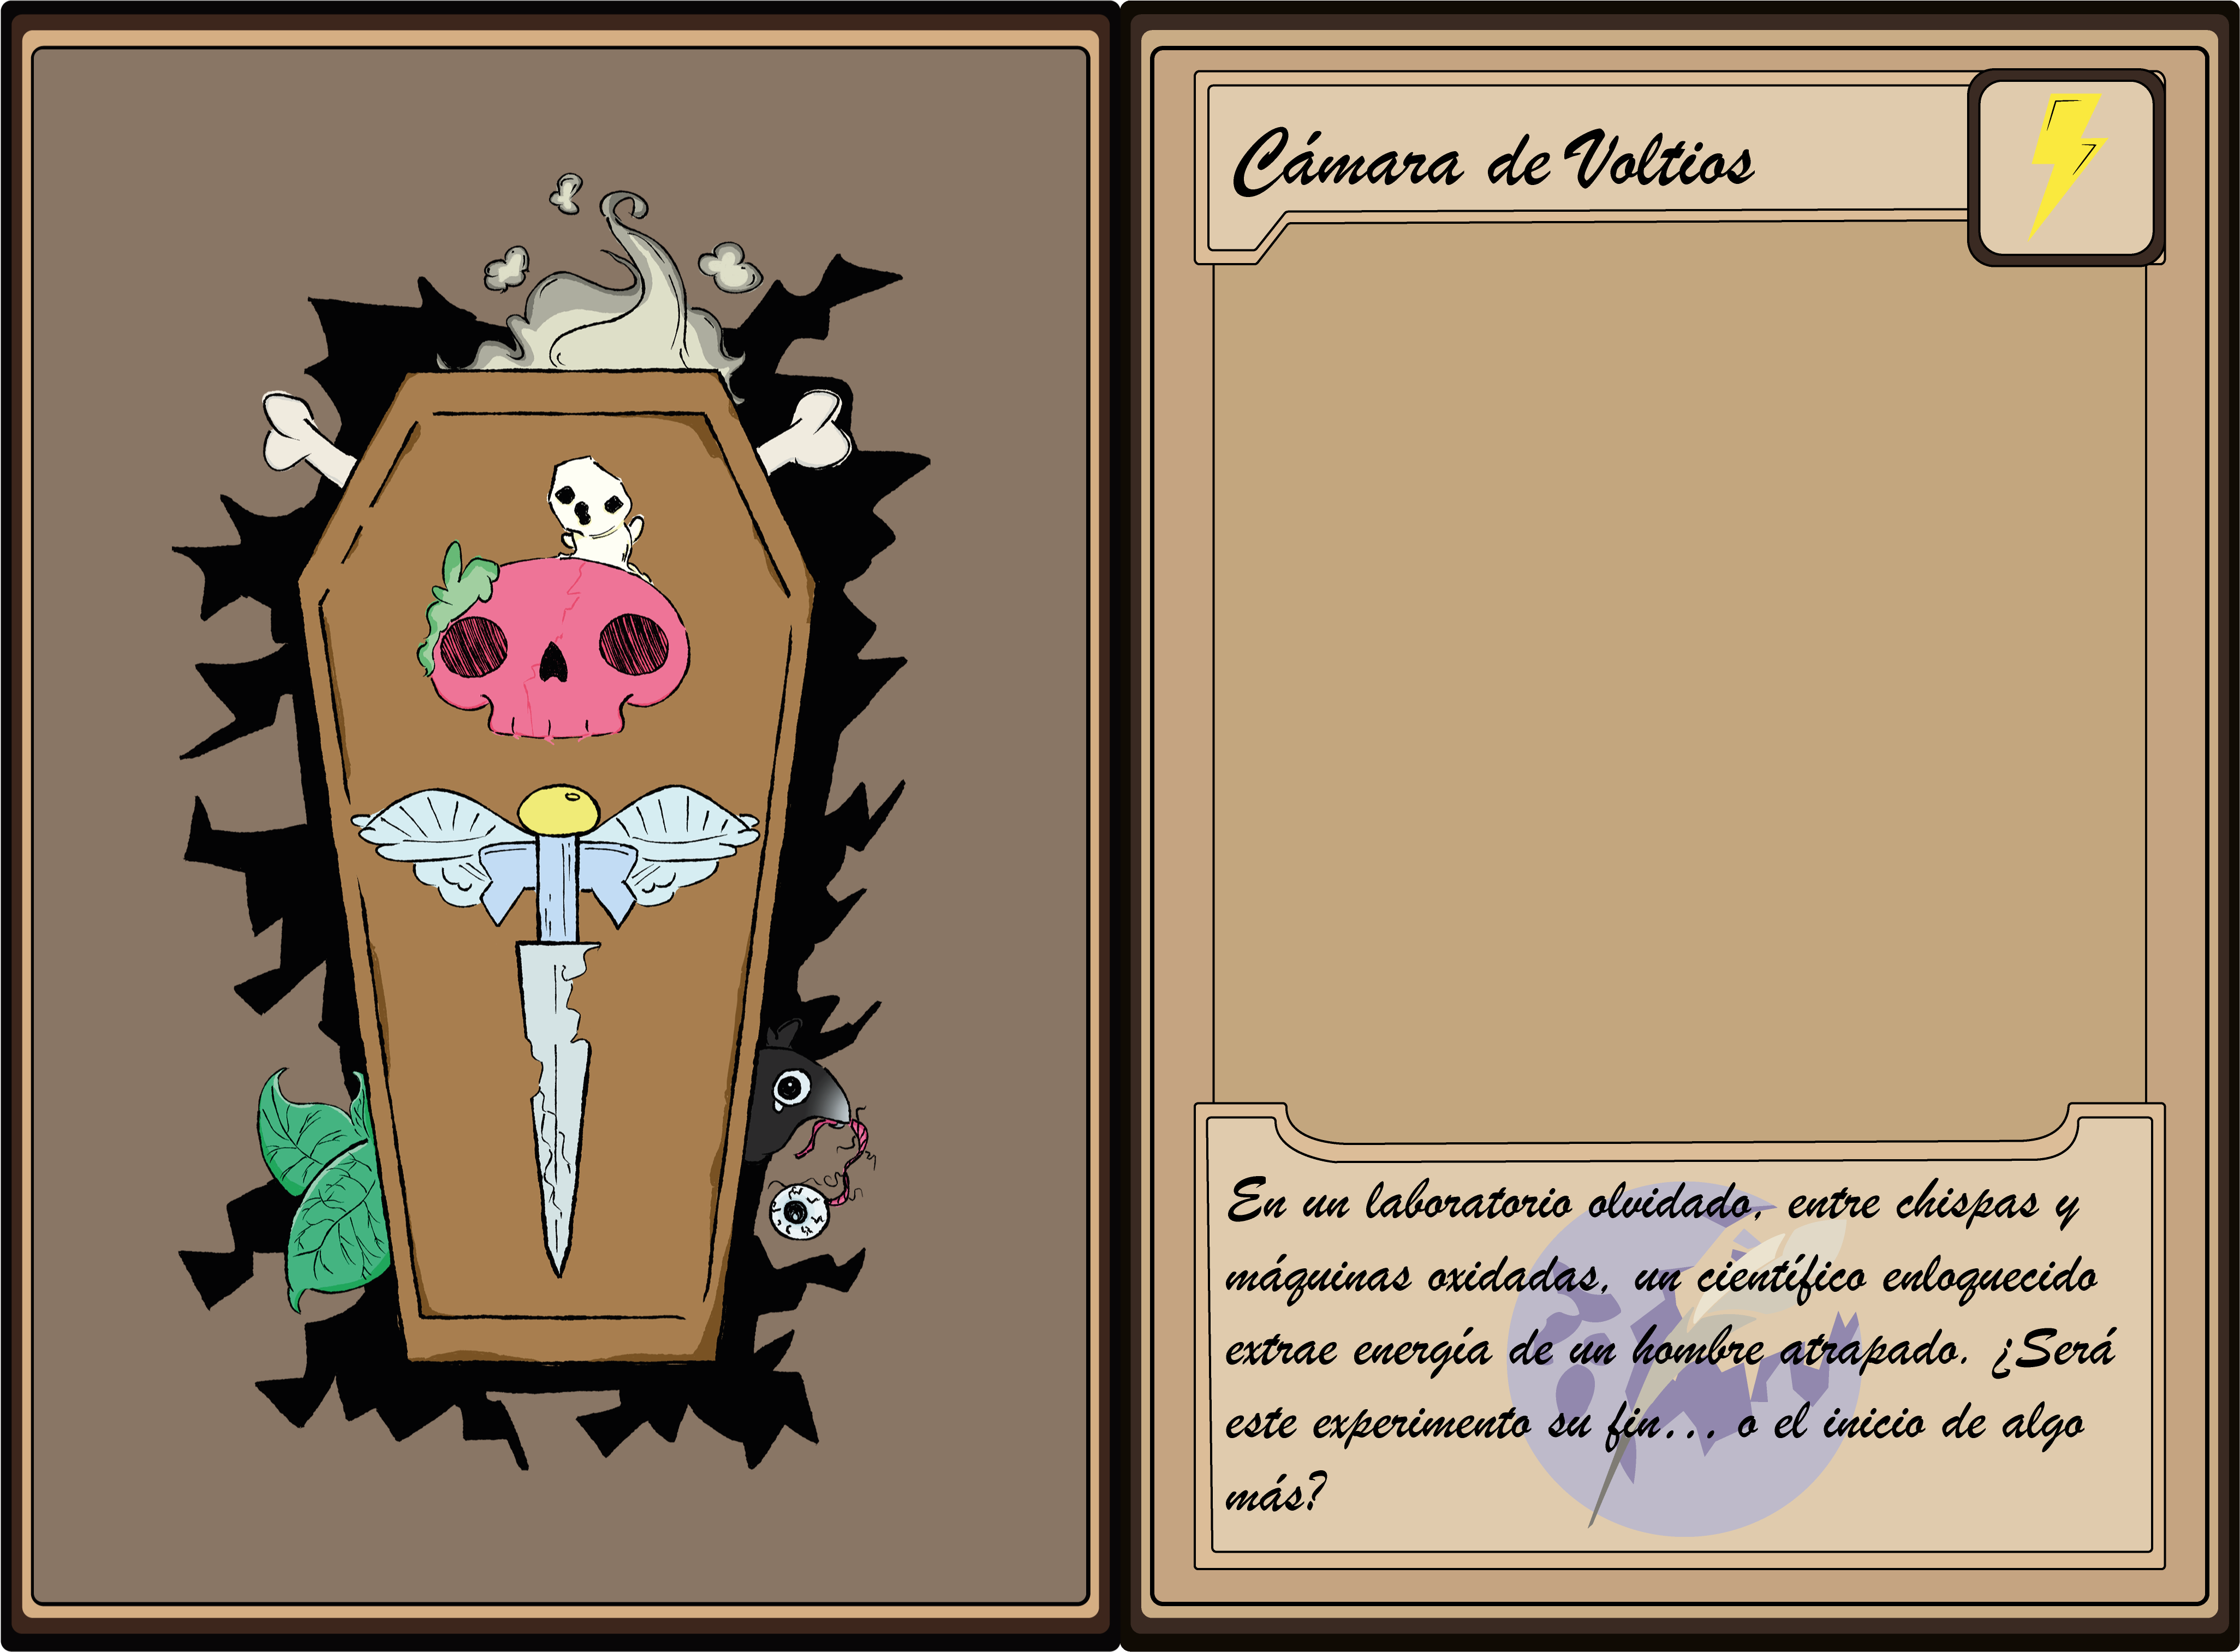 Cámara de Voltios
En un laboratorio olvidado, entre chispas y
máquinas oxidadas, un científico enloquecido
extrae energía de un hombre atrapado. ¿Será
este experimento su fin... o el inicio de algo
más?